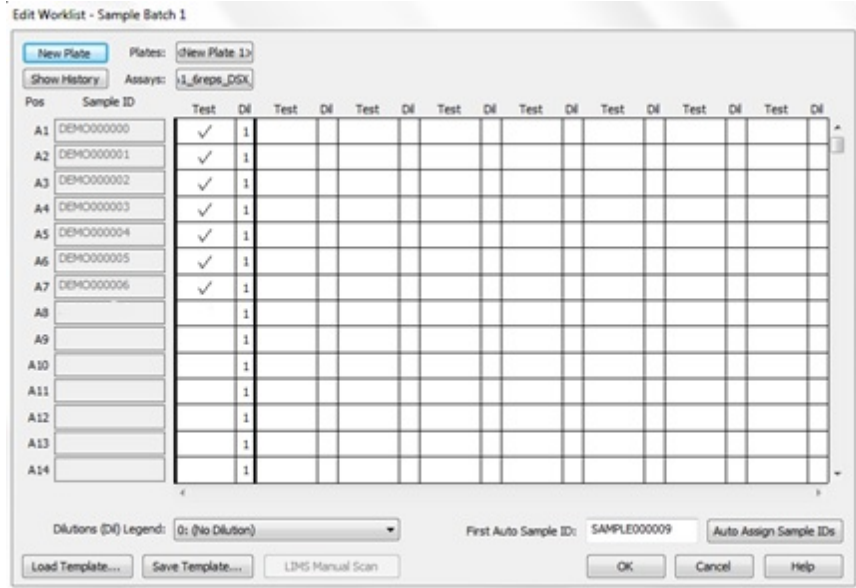 Edit Worklist - Sample Batch 1
New Plate Plates: <New Plate 1>
Show History Assays: 1_6reps_DSX
Pos Sample ID Test Dil Test Dil Test Dil Test Dil Test Dil Test Dil Test Dil Test Dil
A1 DEMO000000 ✓ 1
A2 DEMO000001 ✓ 1
A3 DEMO000002 ✓ 1
A4 DEMO000003 ✓ 1
A5 DEMO000004 ✓ 1
A6 DEMO000005 ✓ 1
A7 DEMO000006 ✓ 1
A8 1
A9 1
A10 1
A11 1
A12 1
A13 1
A14 1
Dilutions (Dil) Legend: 0: (No Dilution) First Auto Sample ID: SAMPLE000009 Auto Assign Sample IDs
Load Template.... Save Template.... LIMS Manual Scan OK Cancel Help